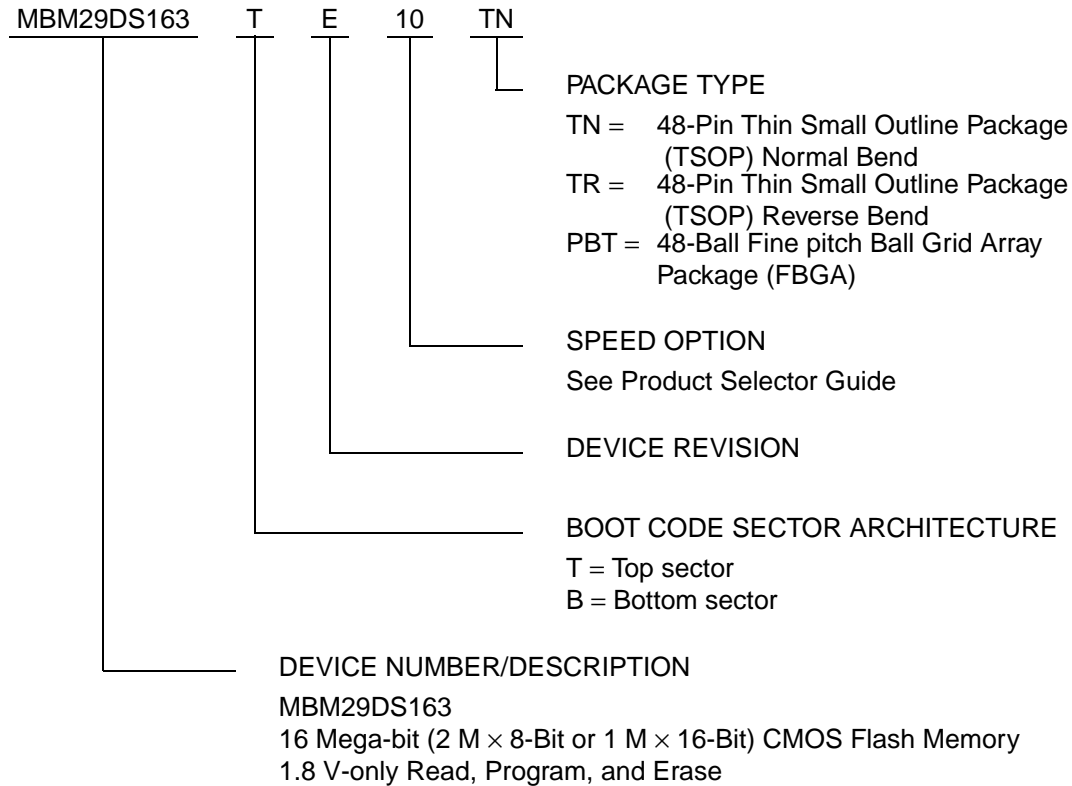 MBM29DS163 T E 10 TN
PACKAGE TYPE
TN = 48-Pin Thin Small Outline Package
(TSOP) Normal Bend
TR = 48-Pin Thin Small Outline Package
(TSOP) Reverse Bend
PBT = 48-Ball Fine pitch Ball Grid Array
Package (FBGA)
SPEED OPTION
See Product Selector Guide
DEVICE REVISION
BOOT CODE SECTOR ARCHITECTURE
T = Top sector
B = Bottom sector
DEVICE NUMBER/DESCRIPTION
MBM29DS163
16 Mega-bit (2 M × 8-Bit or 1 M × 16-Bit) CMOS Flash Memory
1.8 V-only Read, Program, and Erase